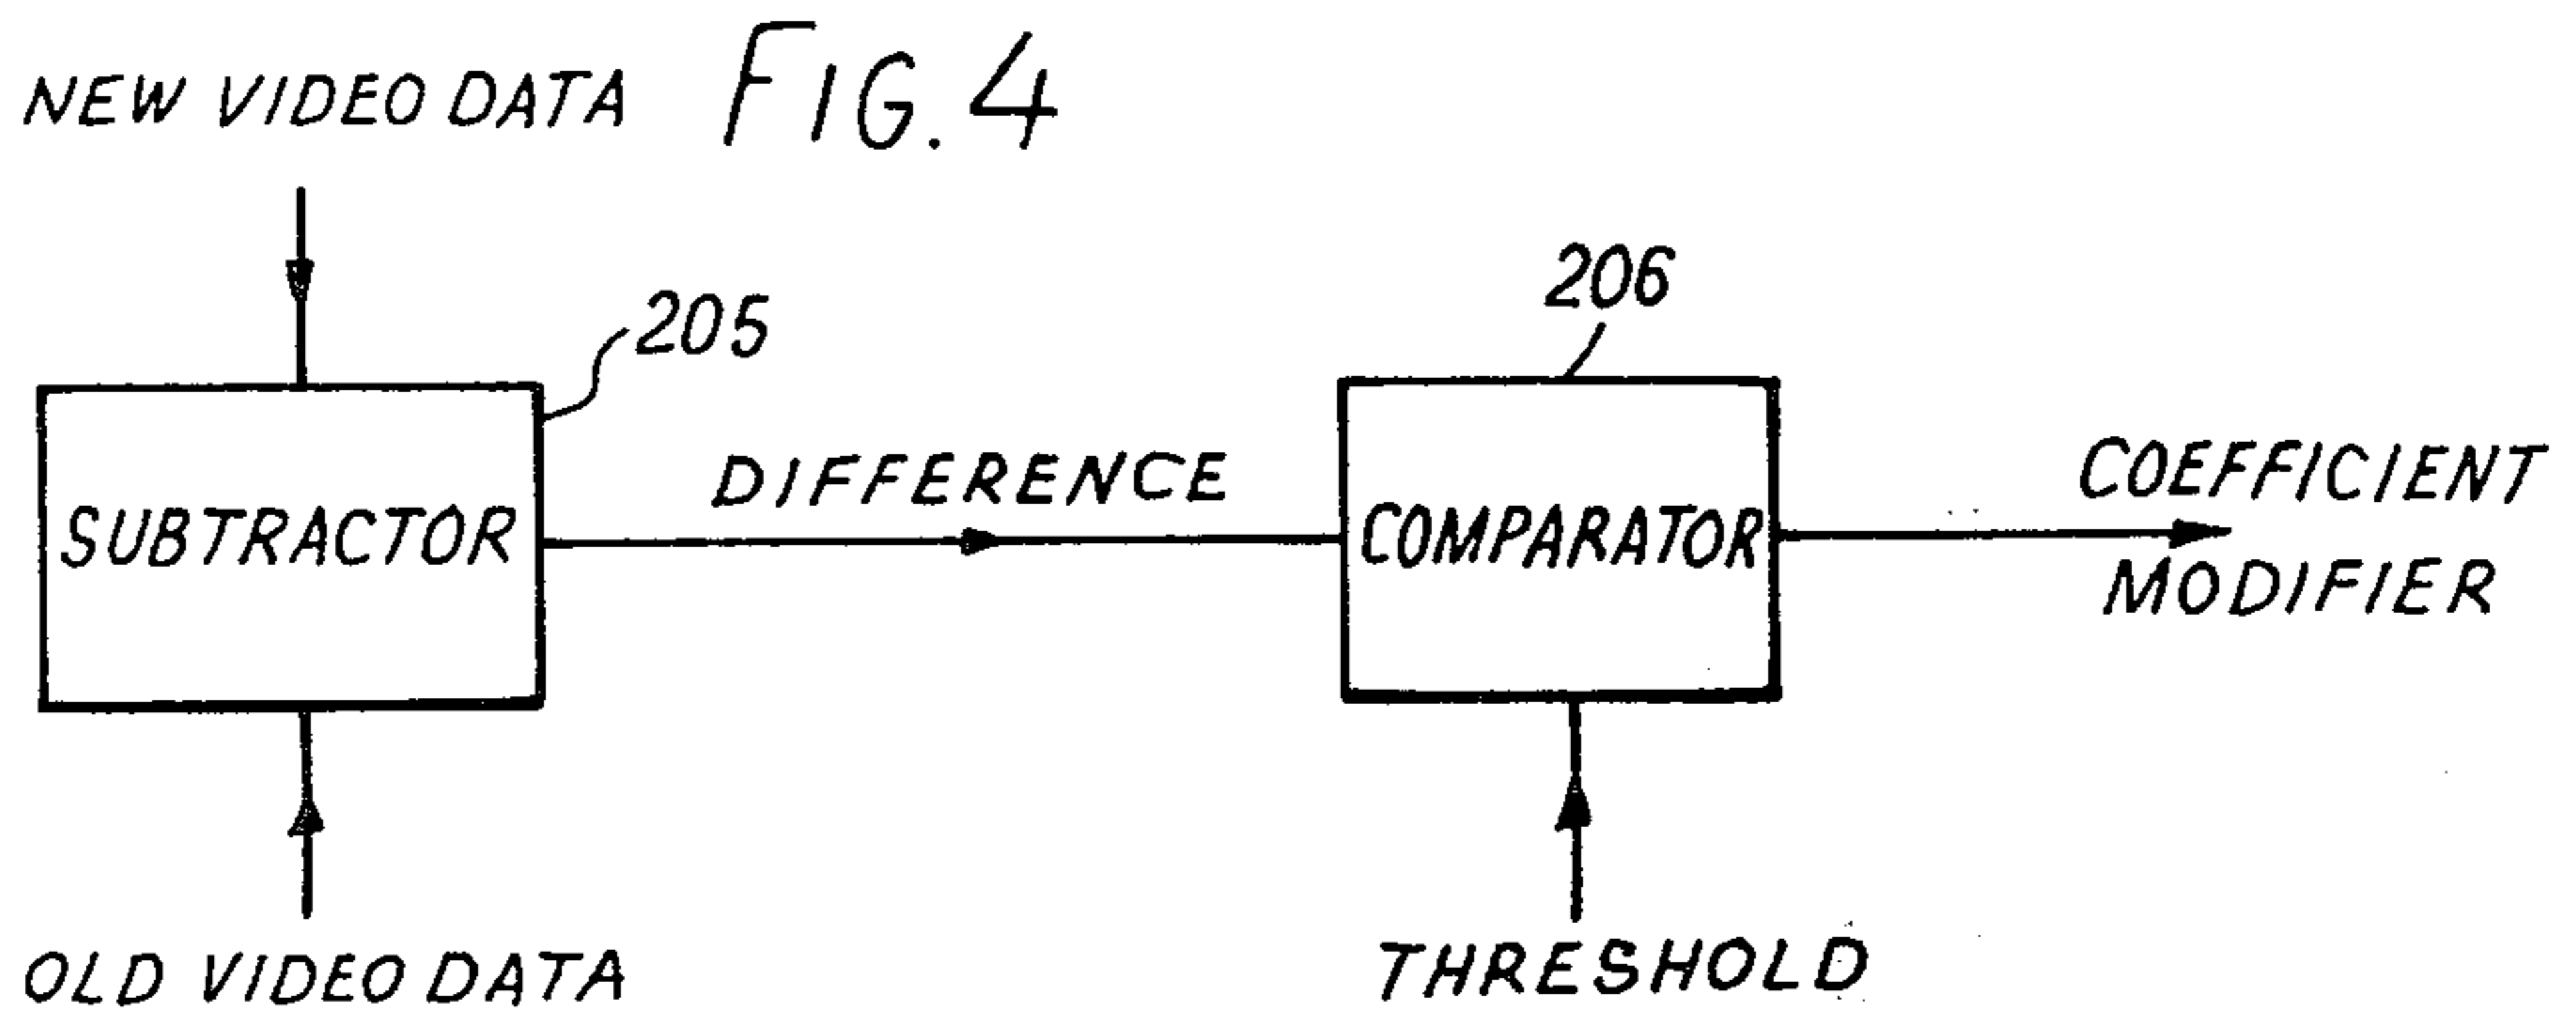 NEW VIDEO DATA
FIG. 4
205
206
SUBTRACTOR
DIFFERENCE
COMPARATOR
COEFFICIENT
MODIFIER
OLD VIDEO DATA
THRESHOLD